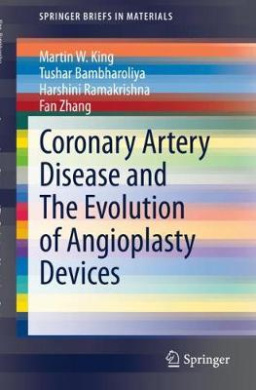 SPRINGER BRIEFS IN MATERIALS
Martin W. King
Tushar Bambharoliya
Harshini Ramakrishna
Fan Zhang
Coronary Artery
Disease and
The Evolution
of Angioplasty
Devices
Springer